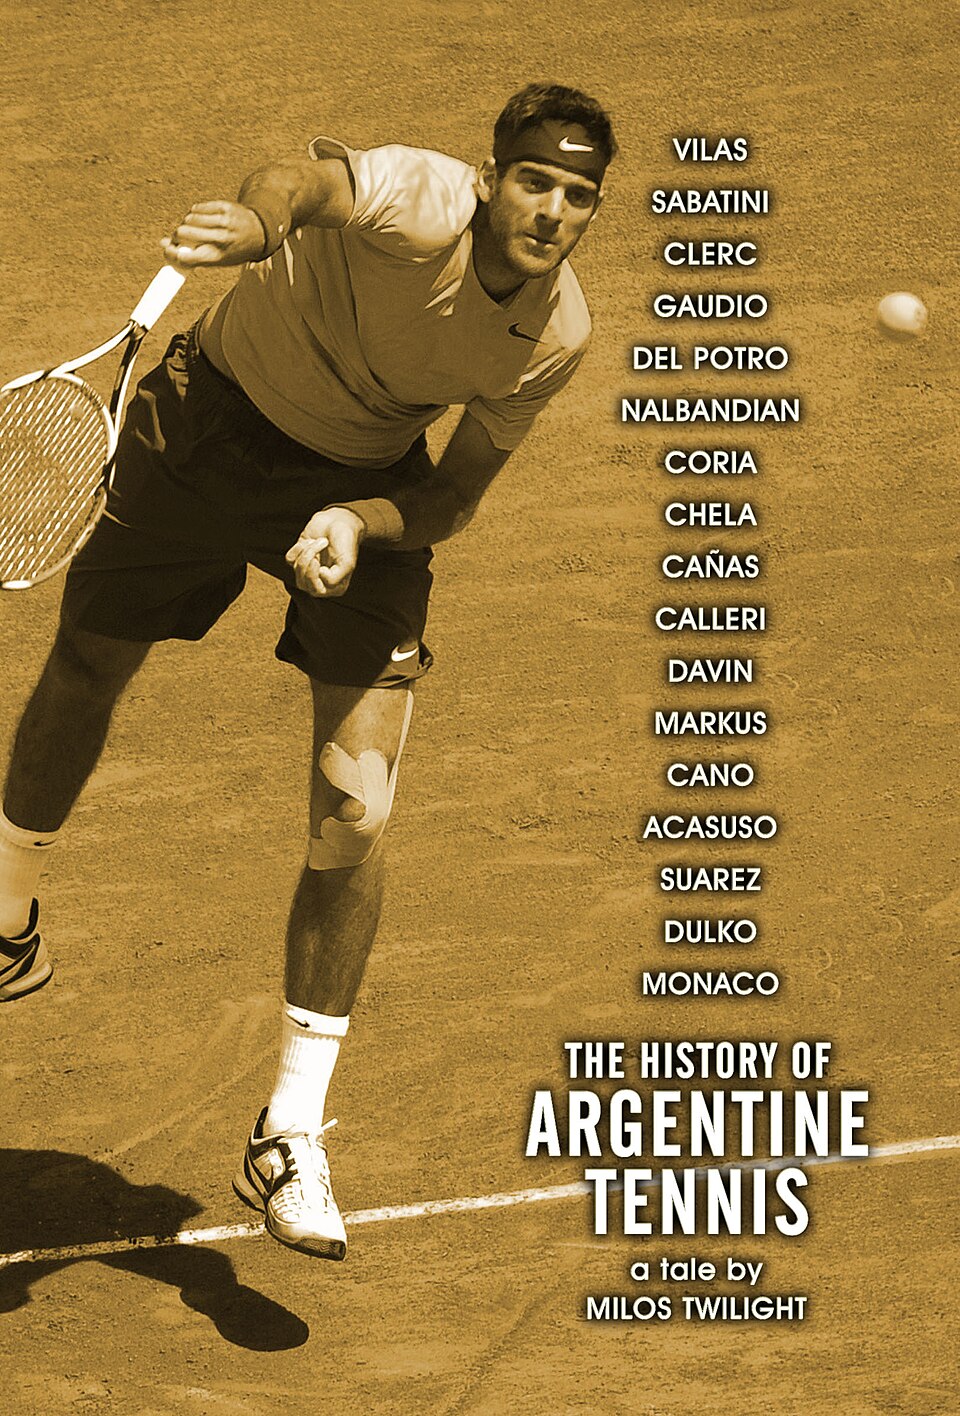 VILAS
SABATINI
CLERC
GAUDIO
DEL POTRO
NALBANDIAN
CORIA
CHELA
CAÑAS
CALLERI
DAVIN
MARKUS
CANO
ACASUSO
SUAREZ
DULKO
MONACO
THE HISTORY OF
ARGENTINE
TENNIS
a tale by
MILOS TWILIGHT